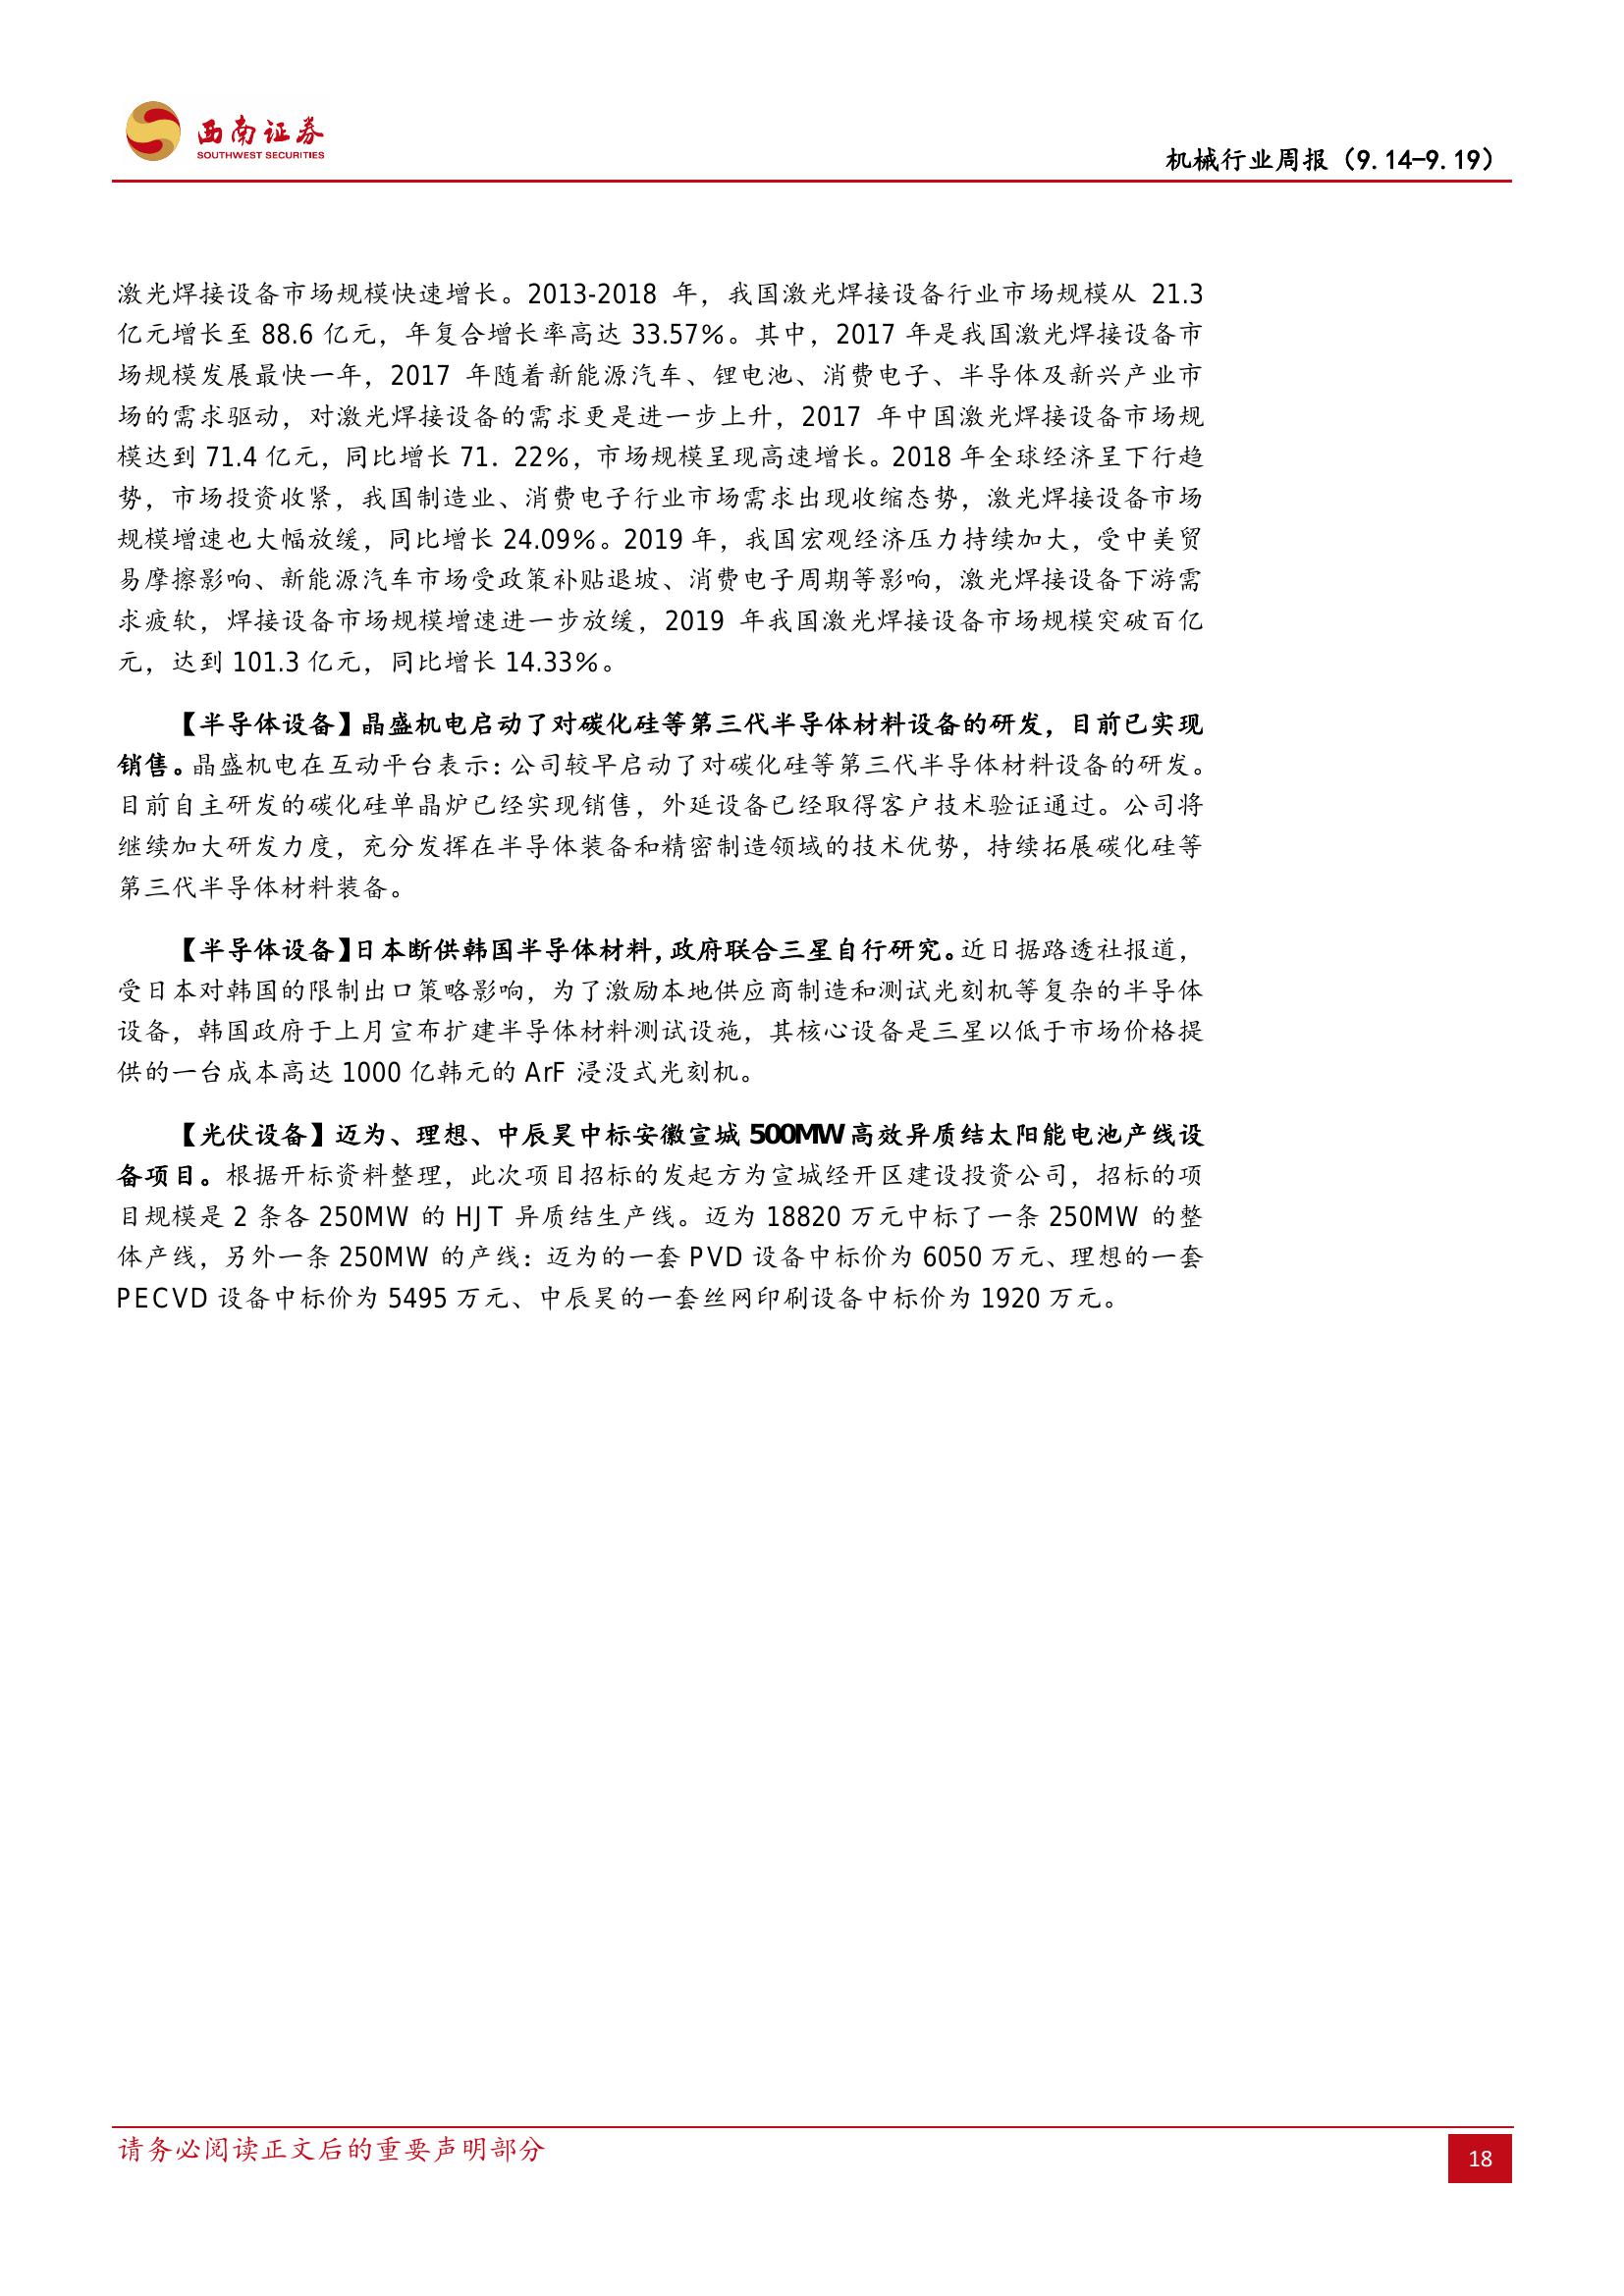 西南证券
SOUTHWEST SECURITIES
机械行业周报（9.14-9.19）
激光焊接设备市场规模快速增长。2013-2018 年，我国激光焊接设备行业市场规模从 21.3
亿元增长至 88.6 亿元，年复合增长率高达 33.57%。其中，2017 年是我国激光焊接设备市
场规模发展最快一年，2017 年随着新能源汽车、锂电池、消费电子、半导体及新兴产业市
场的需求驱动，对激光焊接设备的需求更是进一步上升，2017 年中国激光焊接设备市场规
模达到 71.4 亿元，同比增长 71．22%，市场规模呈现高速增长。2018 年全球经济呈下行趋
势，市场投资收紧，我国制造业、消费电子行业市场需求出现收缩态势，激光焊接设备市场
规模增速也大幅放缓，同比增长 24.09%。2019 年，我国宏观经济压力持续加大，受中美贸
易摩擦影响、新能源汽车市场受政策补贴退坡、消费电子周期等影响，激光焊接设备下游需
求疲软，焊接设备市场规模增速进一步放缓，2019 年我国激光焊接设备市场规模突破百亿
元，达到 101.3 亿元，同比增长 14.33%。
【半导体设备】晶盛机电启动了对碳化硅等第三代半导体材料设备的研发，目前已实现
销售。晶盛机电在互动平台表示：公司较早启动了对碳化硅等第三代半导体材料设备的研发。
目前自主研发的碳化硅单晶炉已经实现销售，外延设备已经取得客户技术验证通过。公司将
继续加大研发力度，充分发挥在半导体装备和精密制造领域的技术优势，持续拓展碳化硅等
第三代半导体材料装备。
【半导体设备】日本断供韩国半导体材料，政府联合三星自行研究。近日据路透社报道，
受日本对韩国的限制出口策略影响，为了激励本地供应商制造和测试光刻机等复杂的半导体
设备，韩国政府于上月宣布扩建半导体材料测试设施，其核心设备是三星以低于市场价格提
供的一台成本高达 1000 亿韩元的 ArF 浸没式光刻机。
【光伏设备】迈为、理想、中辰昊中标安徽宣城 500MW 高效异质结太阳能电池产线设
备项目。根据开标资料整理，此次项目招标的发起方为宣城经开区建设投资公司，招标的项
目规模是 2 条各 250MW 的 HJT 异质结生产线。迈为 18820 万元中标了一条 250MW 的整
体产线，另外一条 250MW 的产线：迈为的一套 PVD 设备中标价为 6050 万元、理想的一套
PECVD 设备中标价为 5495 万元、中辰昊的一套丝网印刷设备中标价为 1920 万元。
请务必阅读正文后的重要声明部分
18